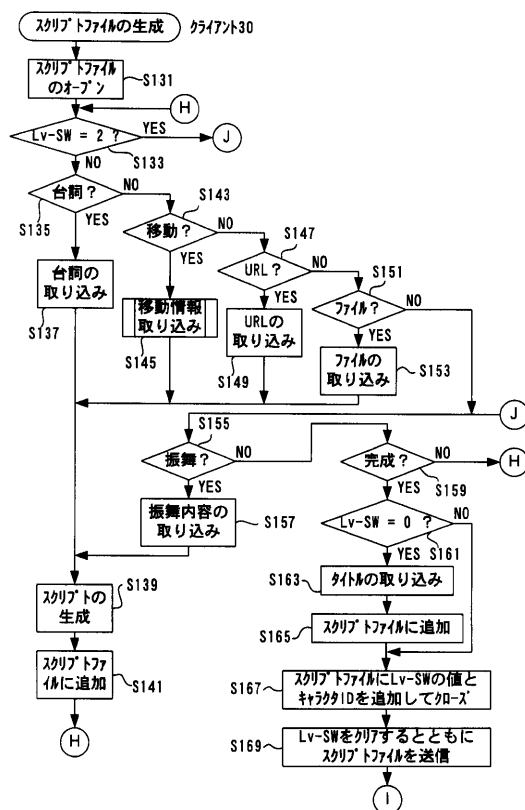 スクリプトファイルの生成
クライアント30
スクリプトファイル
のオープン
S131
H
Lv-SW = 2 ?
YES
J
S133
NO
台詞?
NO
S135
YES
S143
移動?
NO
YES
S147
URL?
NO
YES
S151
ファイル?
NO
YES
台詞の
取り込み
S137
移動情報
取り込み
S145
URLの
取り込み
S149
ファイルの
取り込み
S153
J
S155
振舞?
NO
YES
完成?
NO
H
S159
YES
振舞内容の
取り込み
S157
Lv-SW = 0 ?
NO
S161
YES
S163
タイトルの取り込み
S139
スクリプトの
生成
S165
スクリプトファイルに追加
スクリプトファ
イルに追加
S141
H
S167
スクリプトファイルにLv-SWの値と
キャラクタIDを追加してクローズ
S169
Lv-SWをクリアするとともに
スクリプトファイルを送信
I